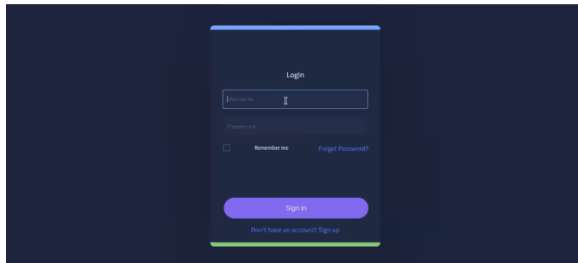 Login
Username
Password
Remember me
Forget Password?
Sign in
Don't have an account? Sign up